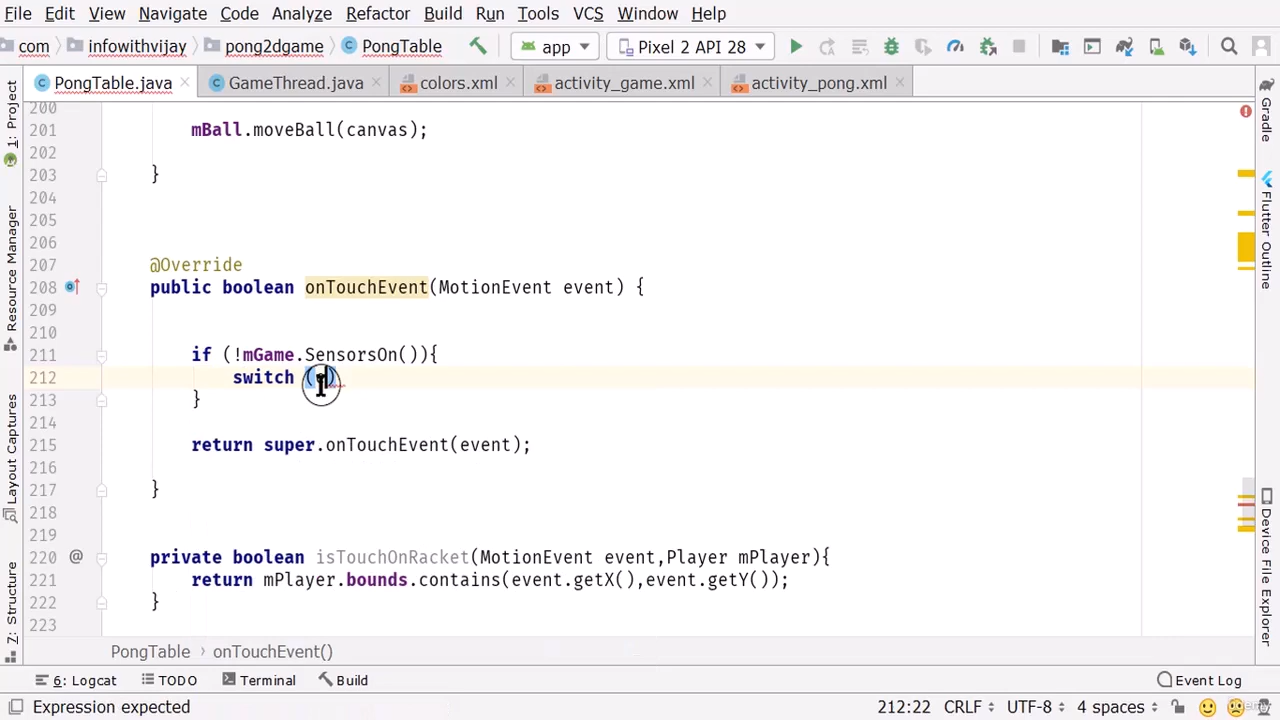 File Edit View Navigate Code Analyze Refactor Build Run Tools VCS Window Help
com infowithvijay pong2dgame PongTable app Pixel 2 API 28
PongTable.java GameThread.java colors.xml activity_game.xml activity_pong.xml
1: Project
Resource Manager
Layout Captures
7: Structure
200
201 mBall.moveBall(canvas);
202
203 }
204
205
206
207 @Override
208 public boolean onTouchEvent(MotionEvent event) {
209
210
211 if (!mGame.SensorsOn()){
212 switch ()
213 }
214
215 return super.onTouchEvent(event);
216
217 }
218
219
220 @ private boolean isTouchOnRacket(MotionEvent event,Player mPlayer){
221 return mPlayer.bounds.contains(event.getX(),event.getY());
222 }
223
Gradle
Flutter Outline
Device File Explorer
PongTable onTouchEvent()
6: Logcat TODO Terminal Build Event Log
Expression expected 212:22 CRLF UTF-8 4 spaces